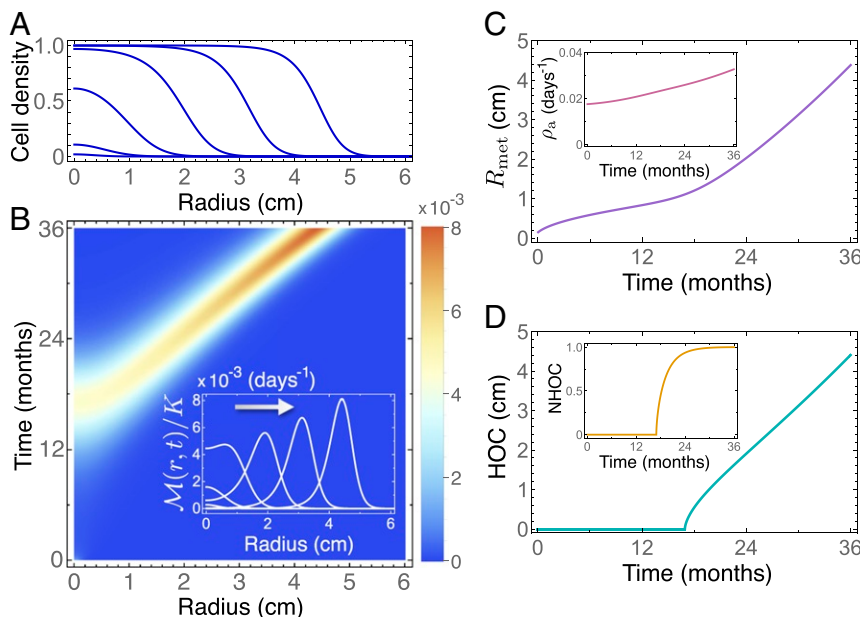 A
1.0
0.5
0
Cell density
0 1 2 3 4 5 6
Radius (cm)
B
×10⁻³
36
24
12
0
Time (months)
0 1 2 3 4 5 6
Radius (cm)
8
6
4
2
0
×10⁻³ (days⁻¹)
ℳ(r,t)/K
8
6
4
2
0
0 2 4 6
Radius (cm)
C
5
4
3
2
1
0
R_met (cm)
0 12 24 36
Time (months)
0.04
0.02
0
ρ_a (days⁻¹)
0 12 24 36
Time (months)
D
5
4
3
2
1
0
HOC (cm)
0 12 24 36
Time (months)
1.0
0.5
0
NHOC
0 12 24 36
Time (months)